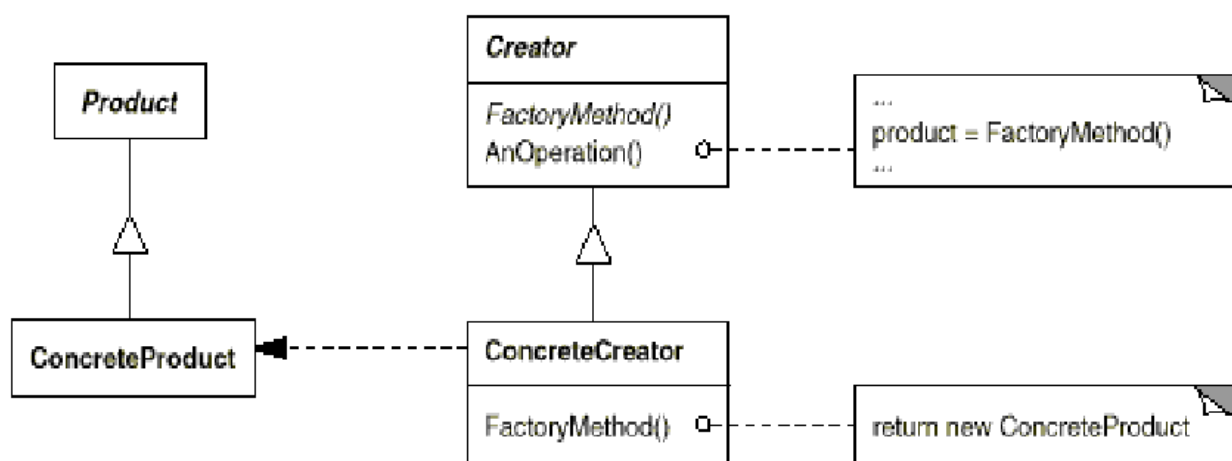 Creator
Product
FactoryMethod()
AnOperation()
...
product = FactoryMethod()
...
ConcreteProduct
ConcreteCreator
FactoryMethod()
return new ConcreteProduct